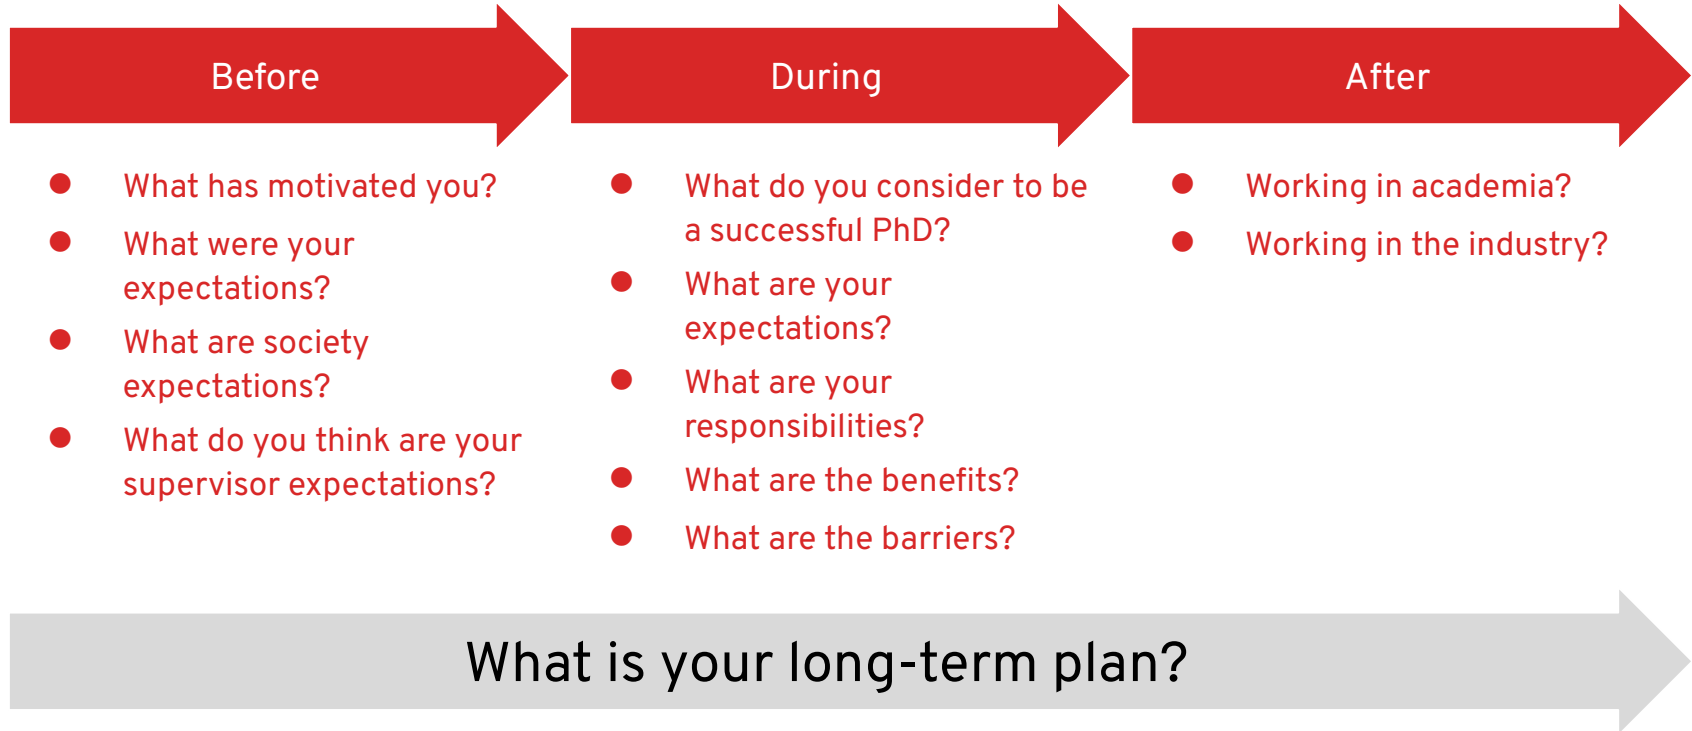 Before
What has motivated you?
What were your
expectations?
What are society
expectations?
What do you think are your
supervisor expectations?
During
What do you consider to be
a successful PhD?
What are your
expectations?
What are your
responsibilities?
What are the benefits?
What are the barriers?
After
Working in academia?
Working in the industry?
What is your long-term plan?